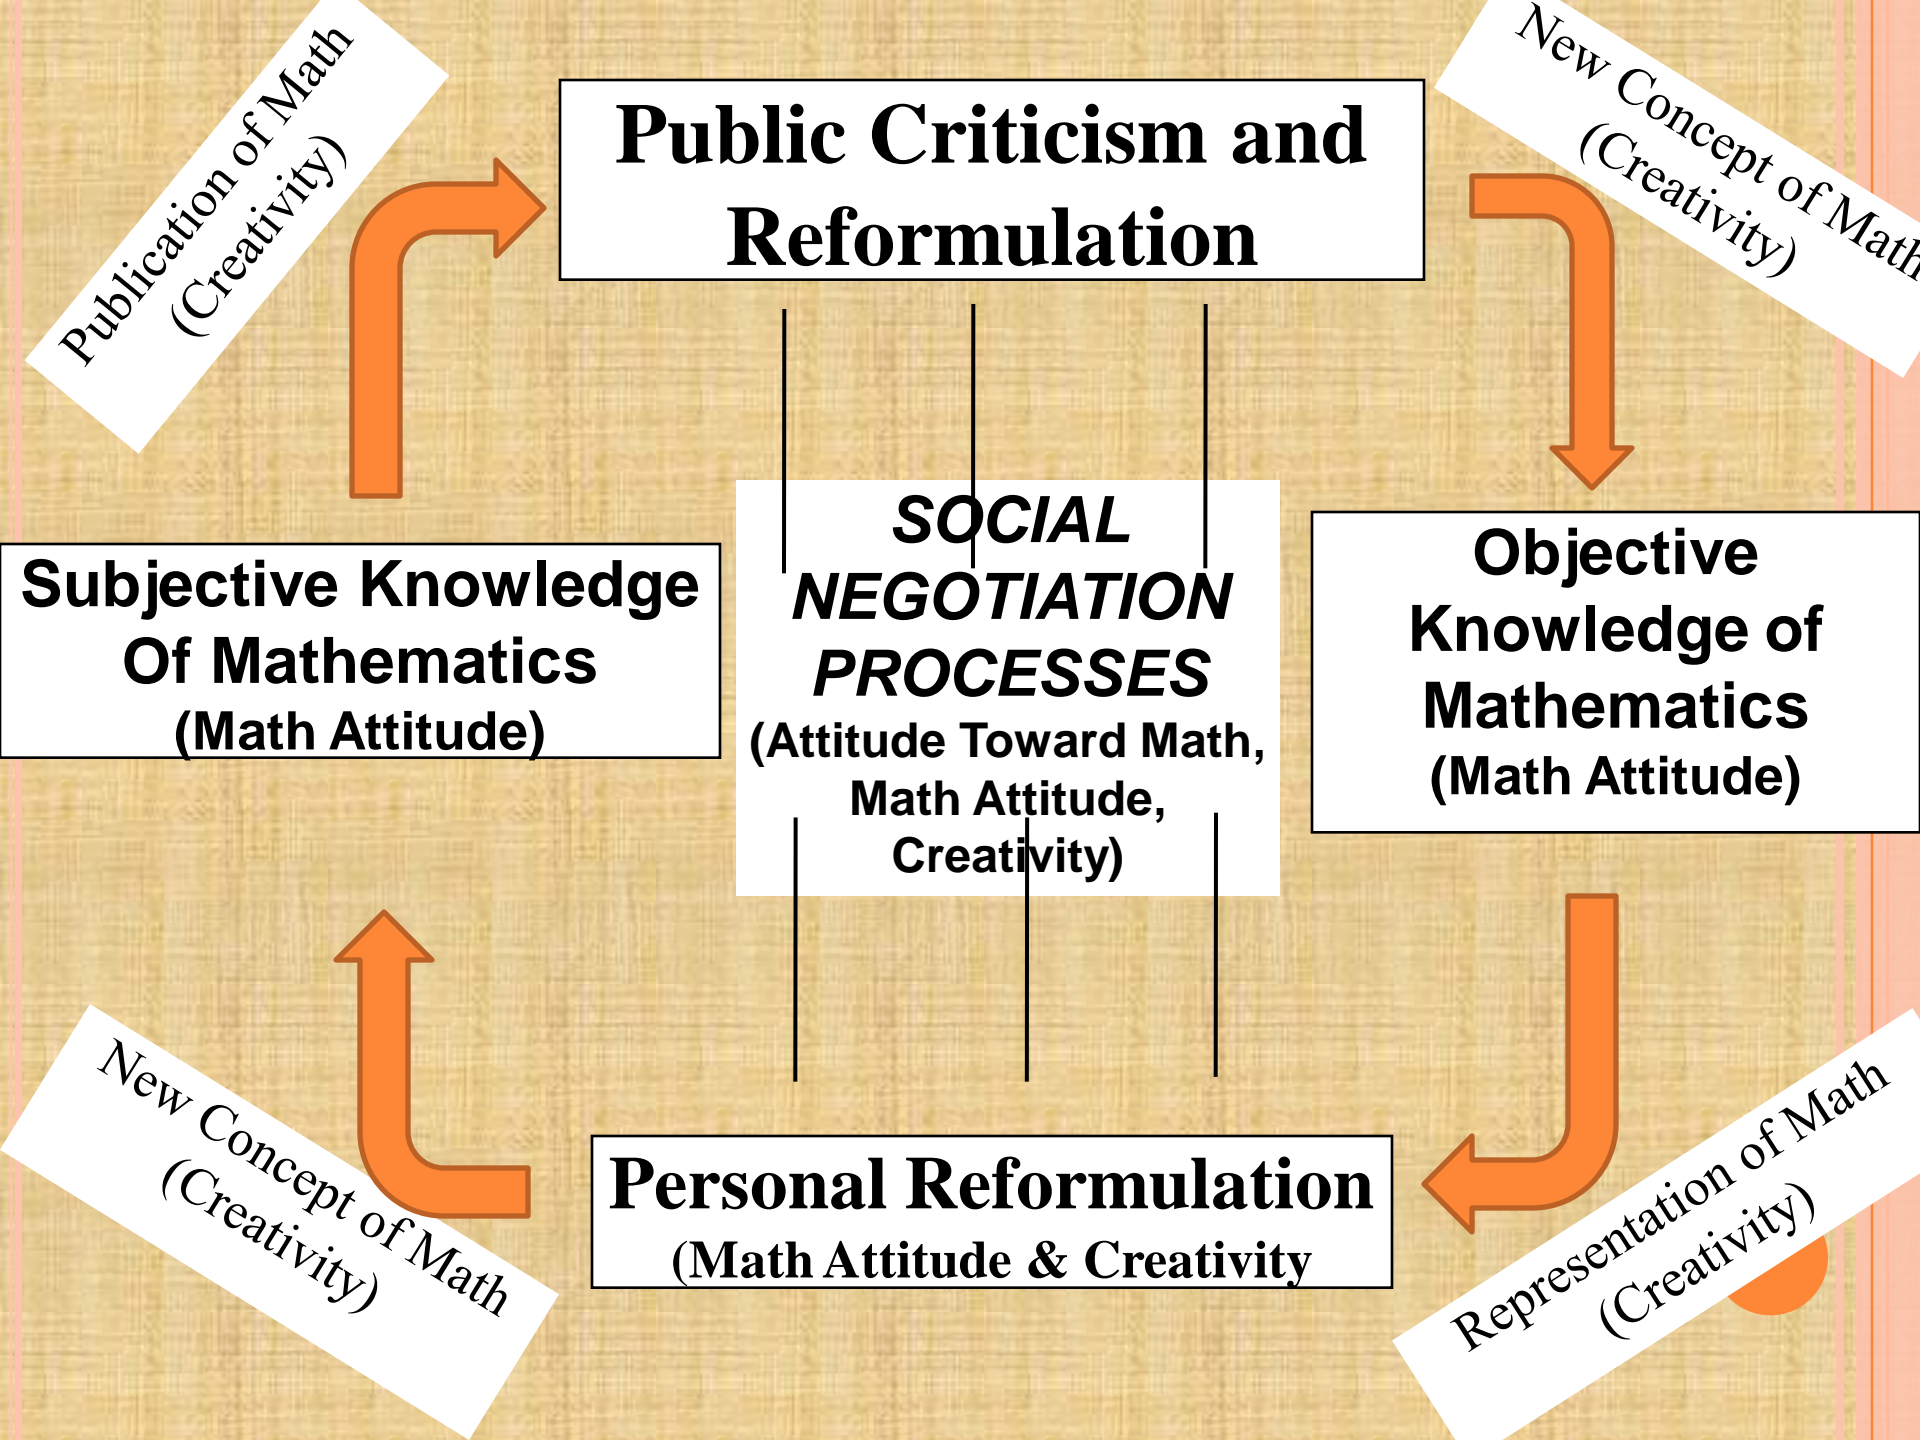 Publication of Math
(Creativity)
Public Criticism and
Reformulation
New Concept of Math
(Creativity)
Subjective Knowledge
Of Mathematics
(Math Attitude)
SOCIAL
NEGOTIATION
PROCESSES
(Attitude Toward Math,
Math Attitude,
Creativity)
Objective
Knowledge of
Mathematics
(Math Attitude)
New Concept of Math
(Creativity)
Personal Reformulation
(Math Attitude & Creativity
Representation of Math
(Creativity)